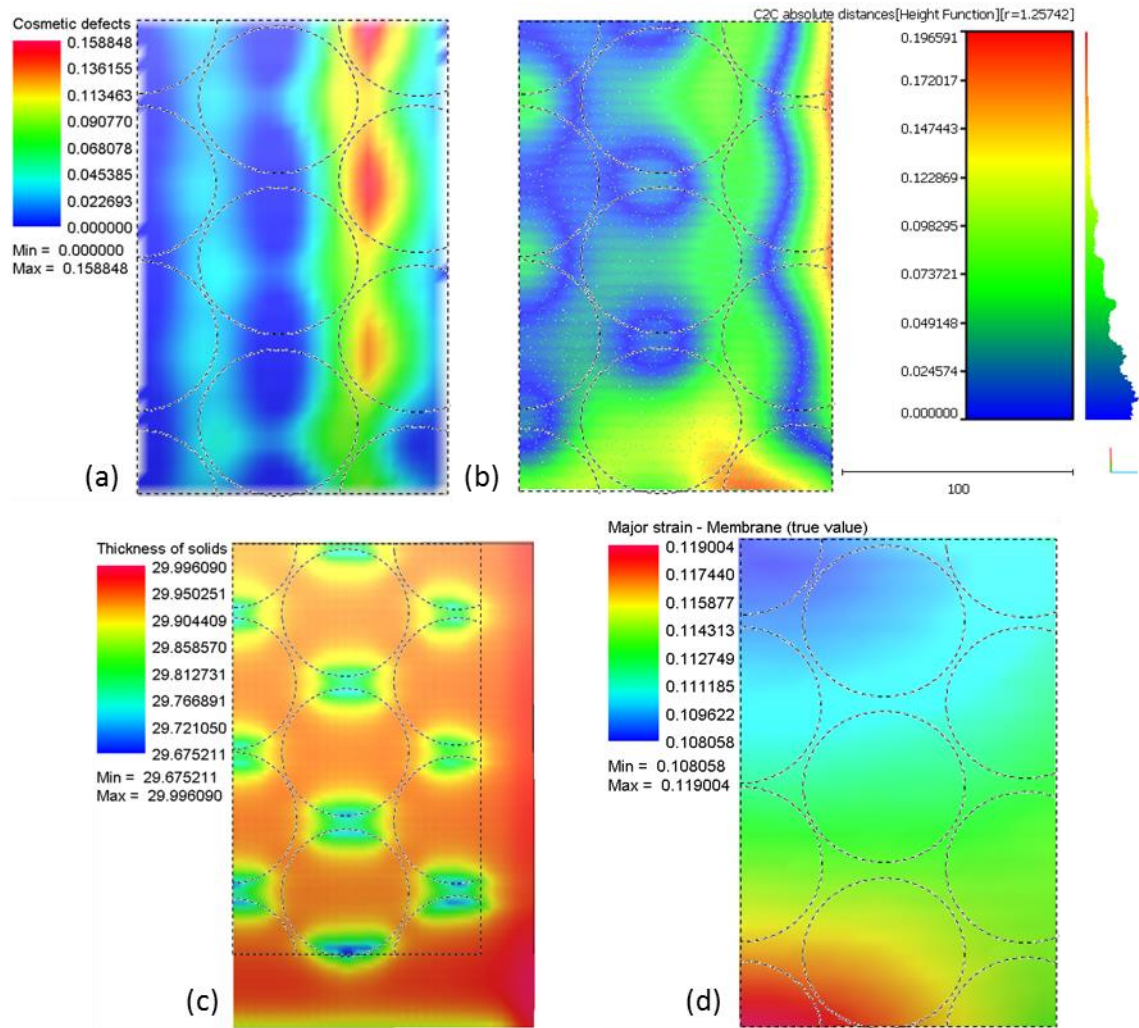 Cosmetic defects
0.158848
0.136155
0.113463
0.090770
0.068078
0.045385
0.022693
0.000000
Min = 0.000000
Max = 0.158848
(a)
(b)
C2C absolute distances[Height Function][r=1.25742]
0.196591
0.172017
0.147443
0.122869
0.098295
0.073721
0.049148
0.024574
0.000000
100
Thickness of solids
29.996090
29.950251
29.904409
29.858570
29.812731
29.766891
29.721050
29.675211
Min = 29.675211
Max = 29.996090
(c)
Major strain - Membrane (true value)
0.119004
0.117440
0.115877
0.114313
0.112749
0.111185
0.109622
0.108058
Min = 0.108058
Max = 0.119004
(d)